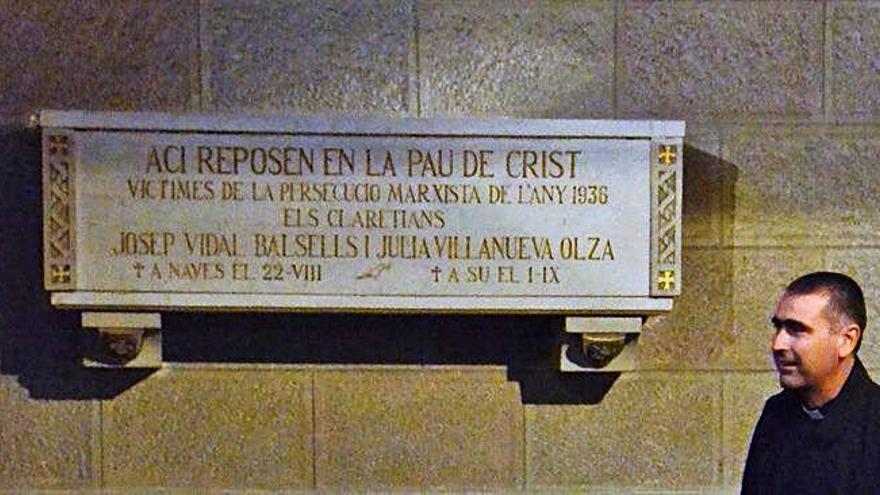 ACI REPOSEN EN LA PAU DE CRIST
VICTIMES DE LA PERSECUCIO MARXISTA DE L'ANY 1936
ELS CLARETIANS
JOSEP VIDAL BALSELLS I JULIA VILLANUEVA OLZA
✝ A NAVES EL 22-VIII ✝ A SU EL 1-IX